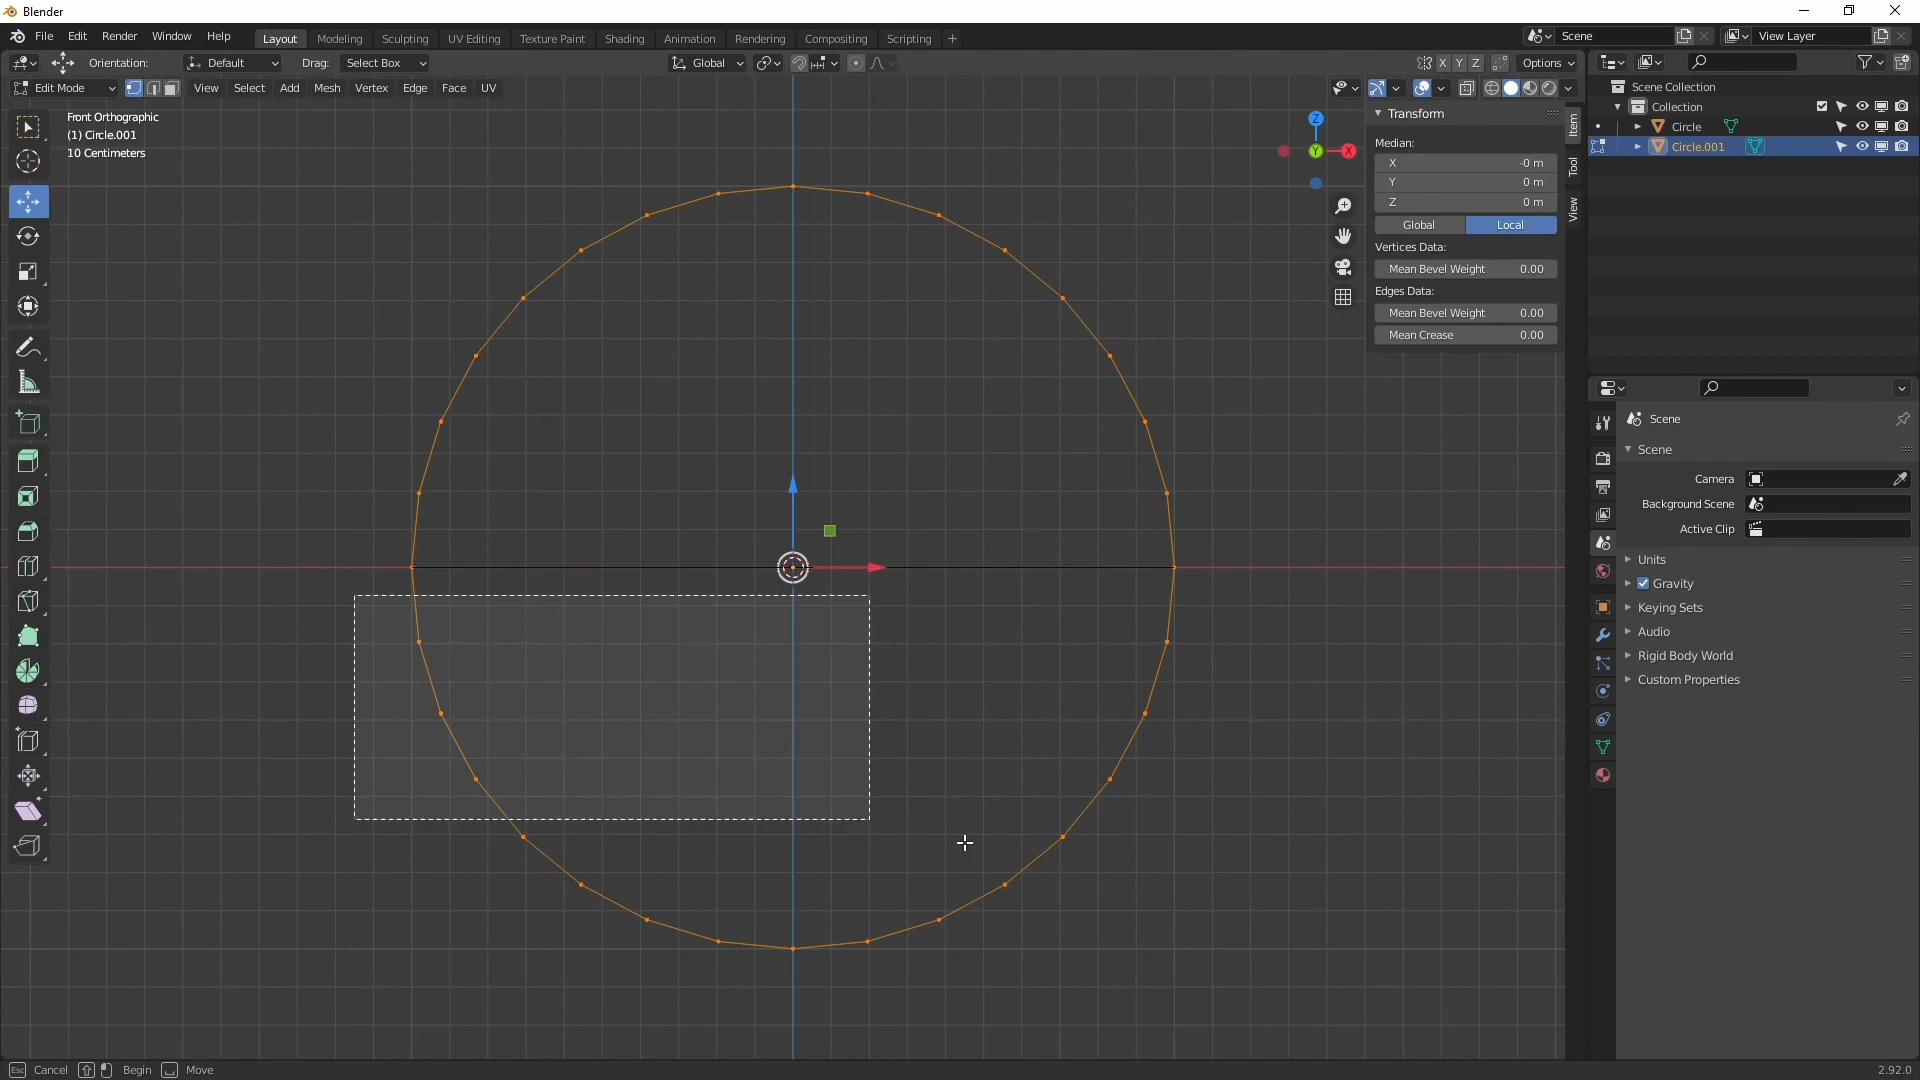 Blender
File Edit Render Window Help Layout Modeling Sculpting UV Editing Texture Paint Shading Animation Rendering Compositing Scripting + Scene View Layer
Orientation: Default Drag: Select Box Global X Y Z Options
Edit Mode View Select Add Mesh Vertex Edge Face UV
Front Orthographic
(1) Circle.001
10 Centimeters
Z
Y
X
Transform
Median:
X -0 m
Y 0 m
Z 0 m
Global Local
Vertices Data:
Mean Bevel Weight 0.00
Edges Data:
Mean Bevel Weight 0.00
Mean Crease 0.00
Item
Tool
View
Scene Collection
Collection
Circle
Circle.001
Scene
Scene
Camera
Background Scene
Active Clip
Units
Gravity
Keying Sets
Audio
Rigid Body World
Custom Properties
Esc Cancel Begin Move 2.92.0